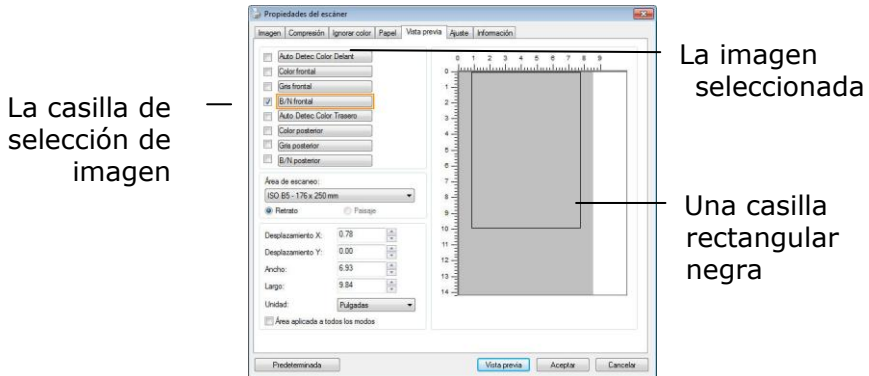 Propiedades del escáner
Imagen Compresión Ignorar color Papel Vista previa Ajuste Información
Auto Detec Color Delant
Color frontal
Gris frontal
B/N frontal
Auto Detec Color Trasero
Color posterior
Gris posterior
B/N posterior
Área de escaneo:
ISO B5 - 176 x 250 mm
Retrato Paisaje
Desplazamiento X: 0.78
Desplazamiento Y: 0.00
Ancho: 6.93
Largo: 9.84
Unidad: Pulgadas
Área aplicada a todos los modos
0 1 2 3 4 5 6 7 8 9
0
1
2
3
4
5
6
7
8
9
10
11
12
13
14
Predeterminada Vista previa Aceptar Cancelar
La casilla de
selección de
imagen
La imagen
seleccionada
Una casilla
rectangular
negra